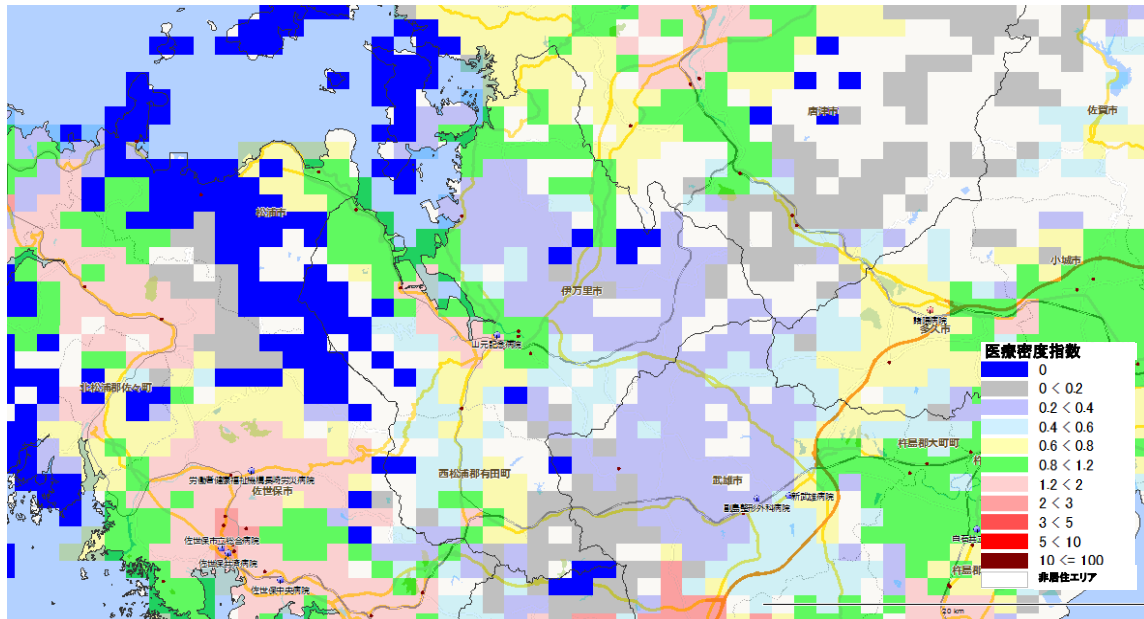 唐津市
佐賀市
松浦市
小城市
伊万里市
多久市
山元記念病院
北松浦郡佐々町
杵島郡大町町
西松浦郡有田町
武雄市
労働者健康福祉機構長崎労災病院
佐世保市
新武雄病院
副島整形外科病院
佐世保市立総合病院
佐世保共済病院
佐世保中央病院
杵島郡
20 km
医療密度指数
0
0 < 0.2
0.2 < 0.4
0.4 < 0.6
0.6 < 0.8
0.8 < 1.2
1.2 < 2
2 < 3
3 < 5
5 < 10
10 <= 100
非居住エリア